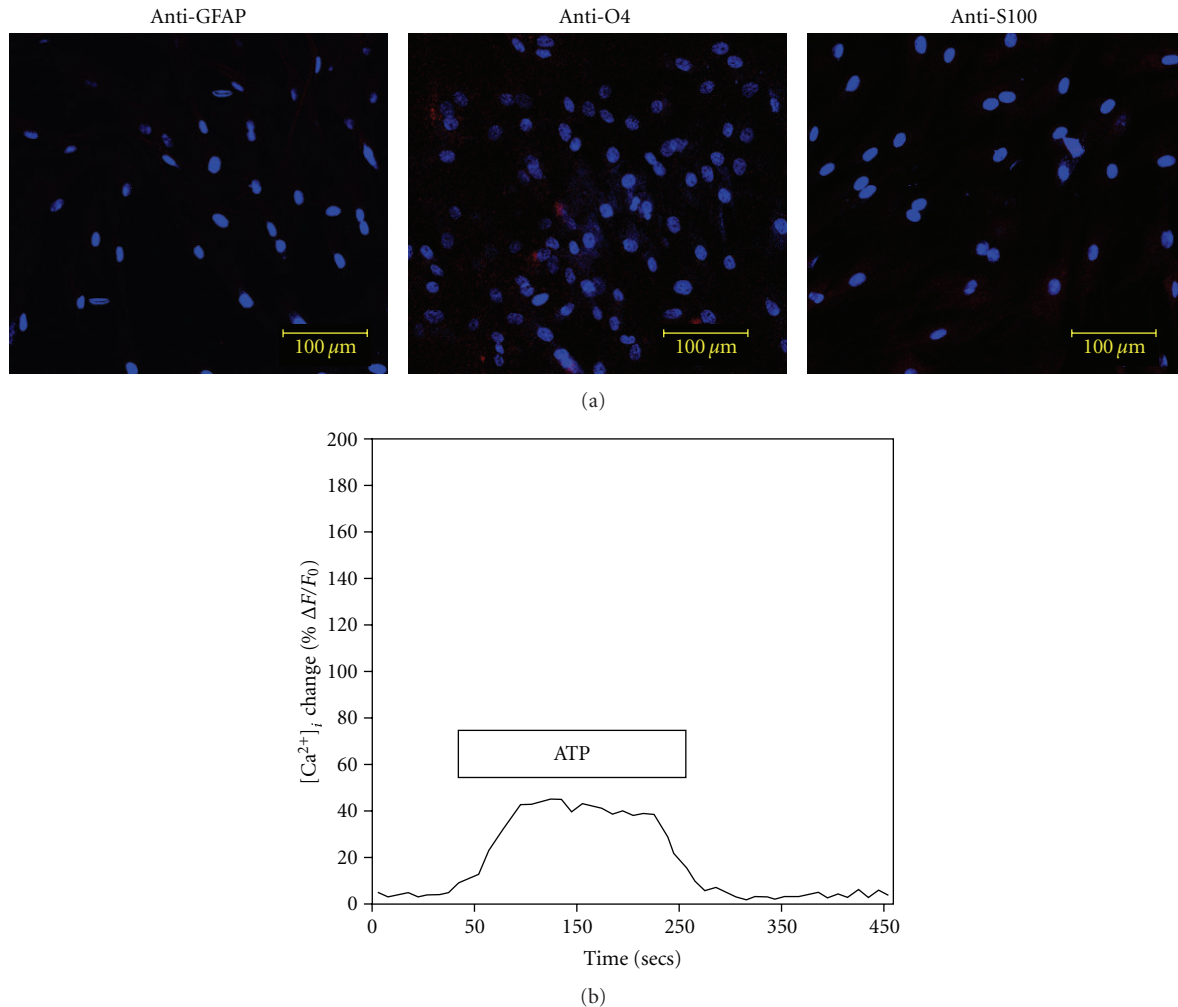 Anti-GFAP
Anti-O4
Anti-S100
100 µm
100 µm
100 µm
(a)
200
180
160
140
120
100
80
60
40
20
0
[Ca²⁺]ᵢ change (% ΔF/F₀)
ATP
0 50 150 250 350 450
Time (secs)
(b)